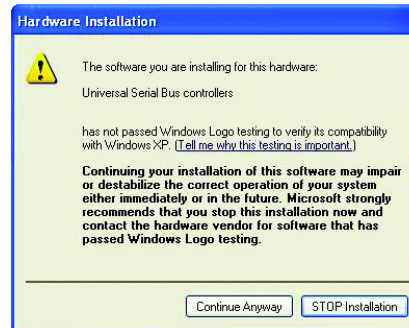 Hardware Installation
The software you are installing for this hardware:
Universal Serial Bus controllers
has not passed Windows Logo testing to verify its compatibility
with Windows XP. (Tell me why this testing is important.)
Continuing your installation of this software may impair
or destabilize the correct operation of your system
either immediately or in the future. Microsoft strongly
recommends that you stop this installation now and
contact the hardware vendor for software that has
passed Windows Logo testing.
Continue Anyway
STOP Installation